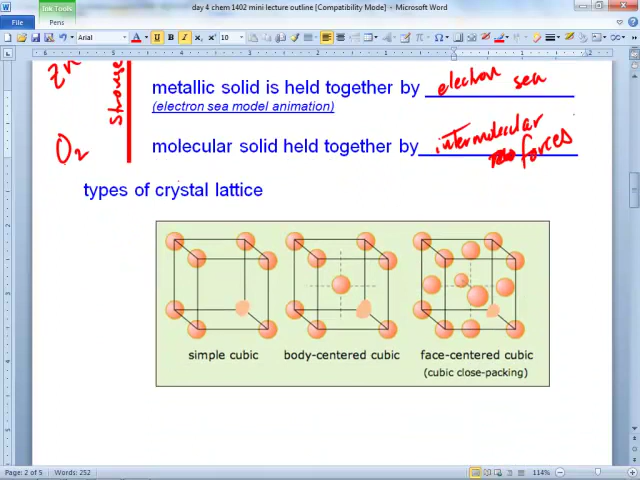 Ink Tools
day 4 chem 1402 mini lecture outline [Compatibility Mode] - Microsoft Word
File
Pens
Arial
12
B I U
Zn
metallic solid is held together by electron sea
(electron sea model animation)
O2
molecular solid held together by intermolecular forces
types of crystal lattice
simple cubic
body-centered cubic
face-centered cubic
(cubic close-packing)
Page: 2 of 5
Words: 252
114%